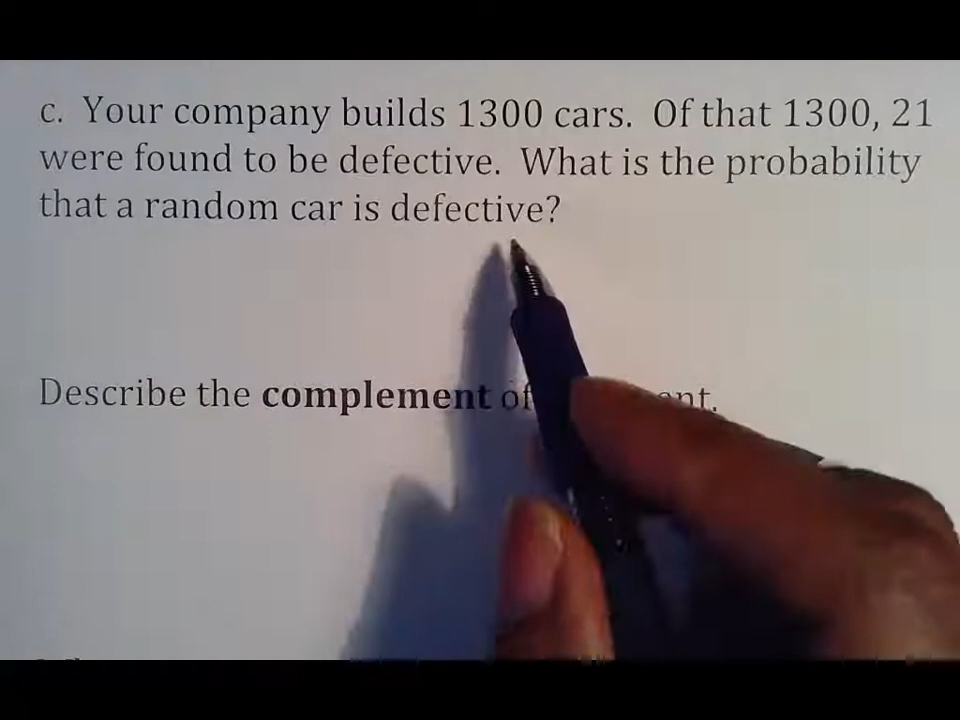 c. Your company builds 1300 cars. Of that 1300, 21
were found to be defective. What is the probability
that a random car is defective?
Describe the complement of